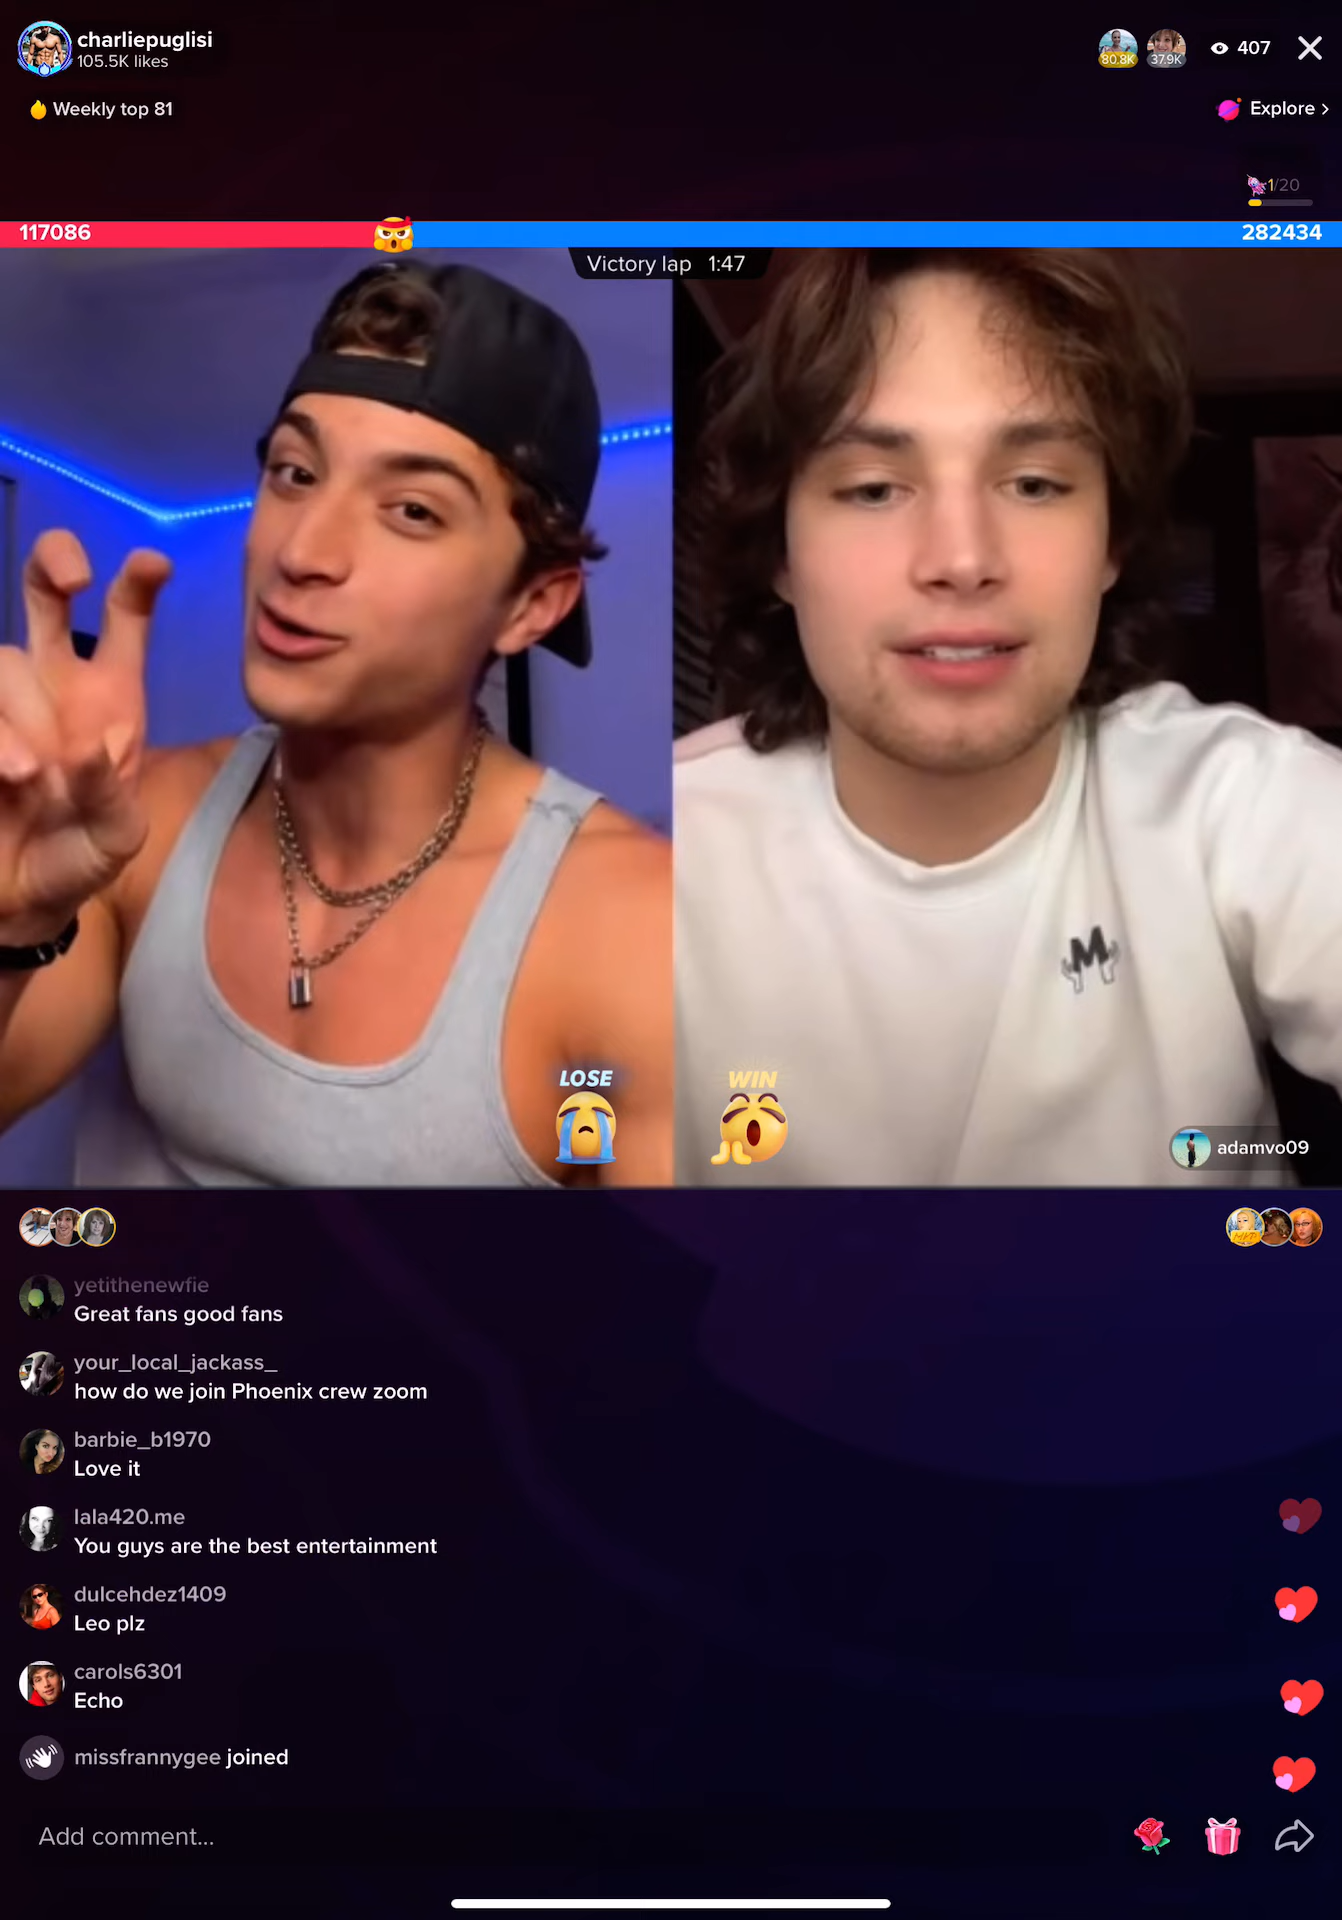 charliepuglisi
105.5K likes
80.8K
37.9K
407
Weekly top 81
Explore >
1/20
117086
282434
Victory lap 1:47
M
LOSE
WIN
adamvo09
MVP
yetithenewfie
Great fans good fans
your_local_jackass_
how do we join Phoenix crew zoom
barbie_b1970
Love it
lala420.me
You guys are the best entertainment
dulcehdez1409
Leo plz
carols6301
Echo
missfrannygee joined
Add comment...